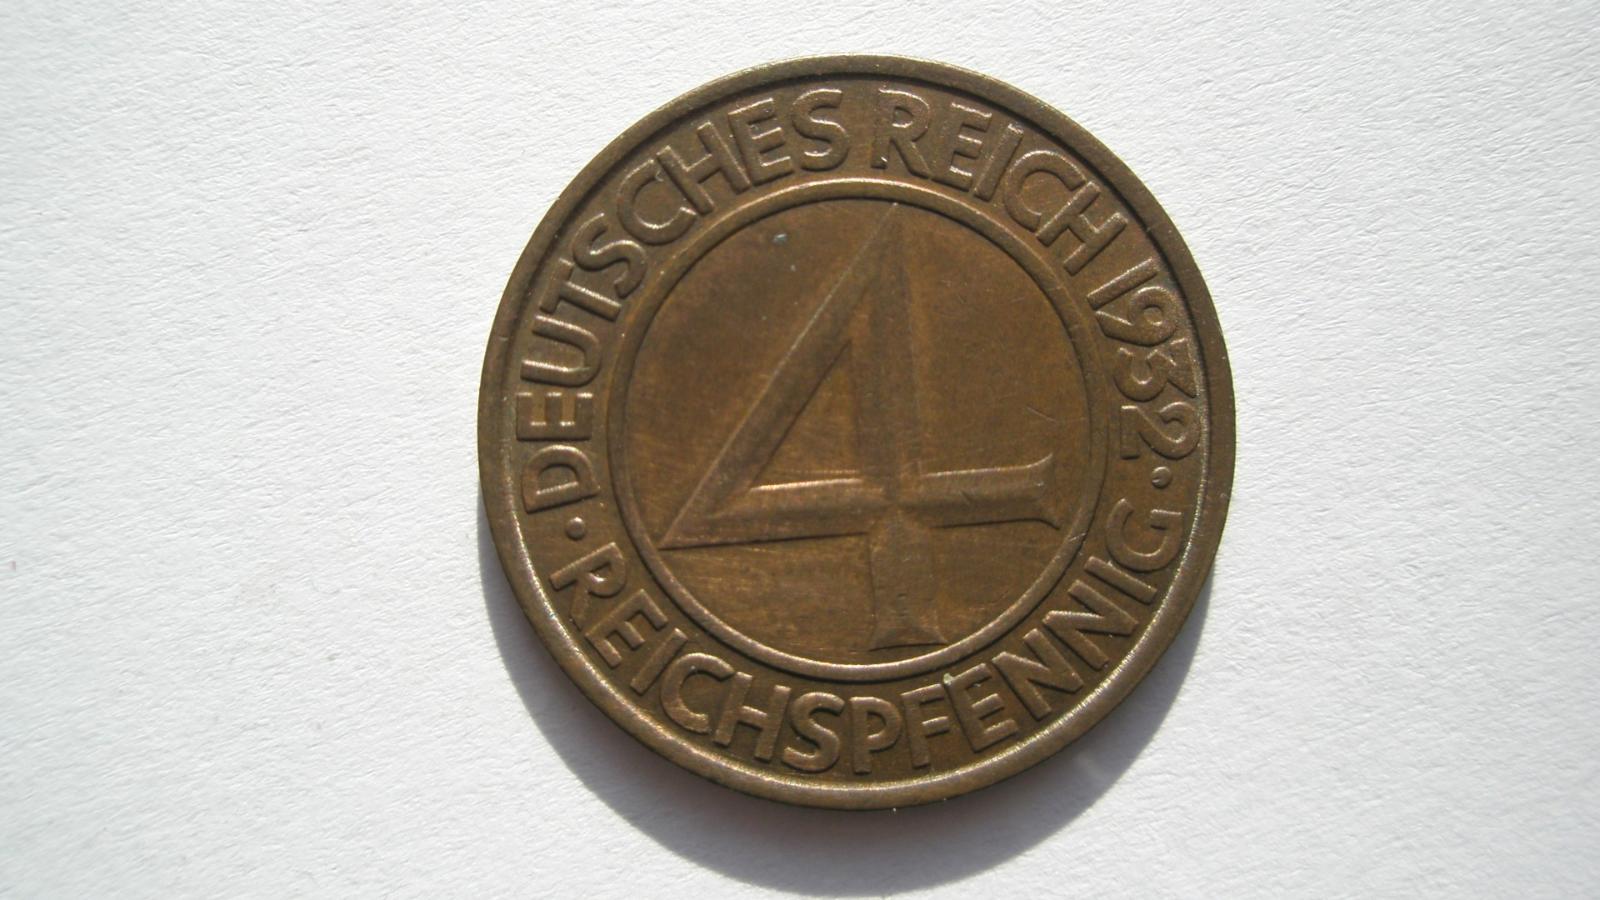 DEUTSCHES REICH 1932
4
REICHSPFENNIG